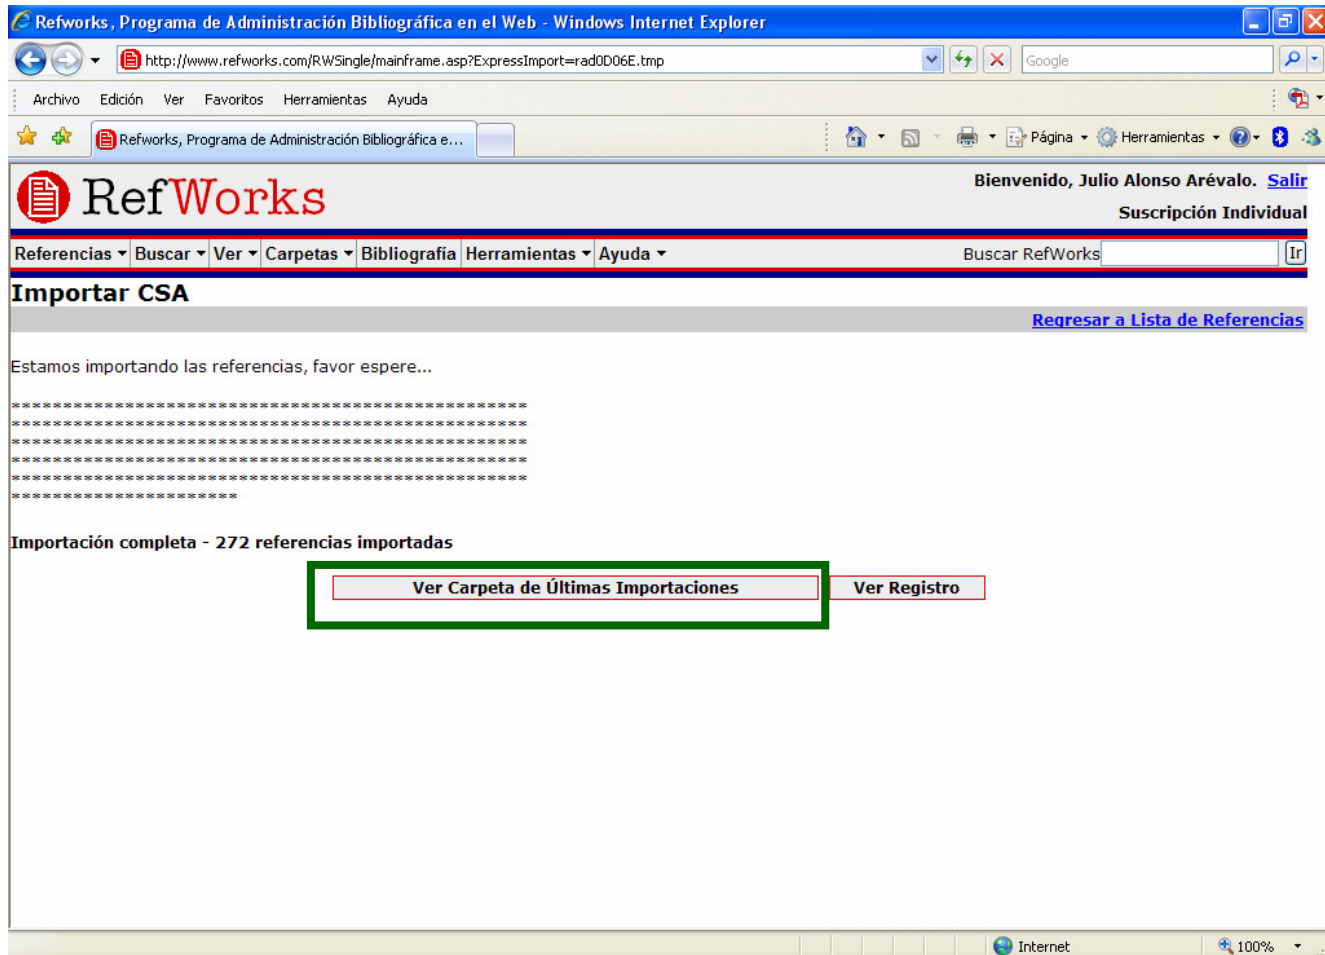 Refworks, Programa de Administración Bibliográfica en el Web - Windows Internet Explorer
http://www.refworks.com/RWSingle/mainframe.asp?ExpressImport=rad0D06E.tmp
Google
Archivo Edición Ver Favoritos Herramientas Ayuda
Refworks, Programa de Administración Bibliográfica e...
Página Herramientas
RefWorks
Bienvenido, Julio Alonso Arévalo. Salir
Suscripción Individual
Referencias Buscar Ver Carpetas Bibliografía Herramientas Ayuda Buscar RefWorks Ir
Importar CSA
Regresar a Lista de Referencias
Estamos importando las referencias, favor espere...
**************************************************
**************************************************
**************************************************
**************************************************
**************************************************
**********************
Importación completa - 272 referencias importadas
Ver Carpeta de Últimas Importaciones Ver Registro
Internet 100%